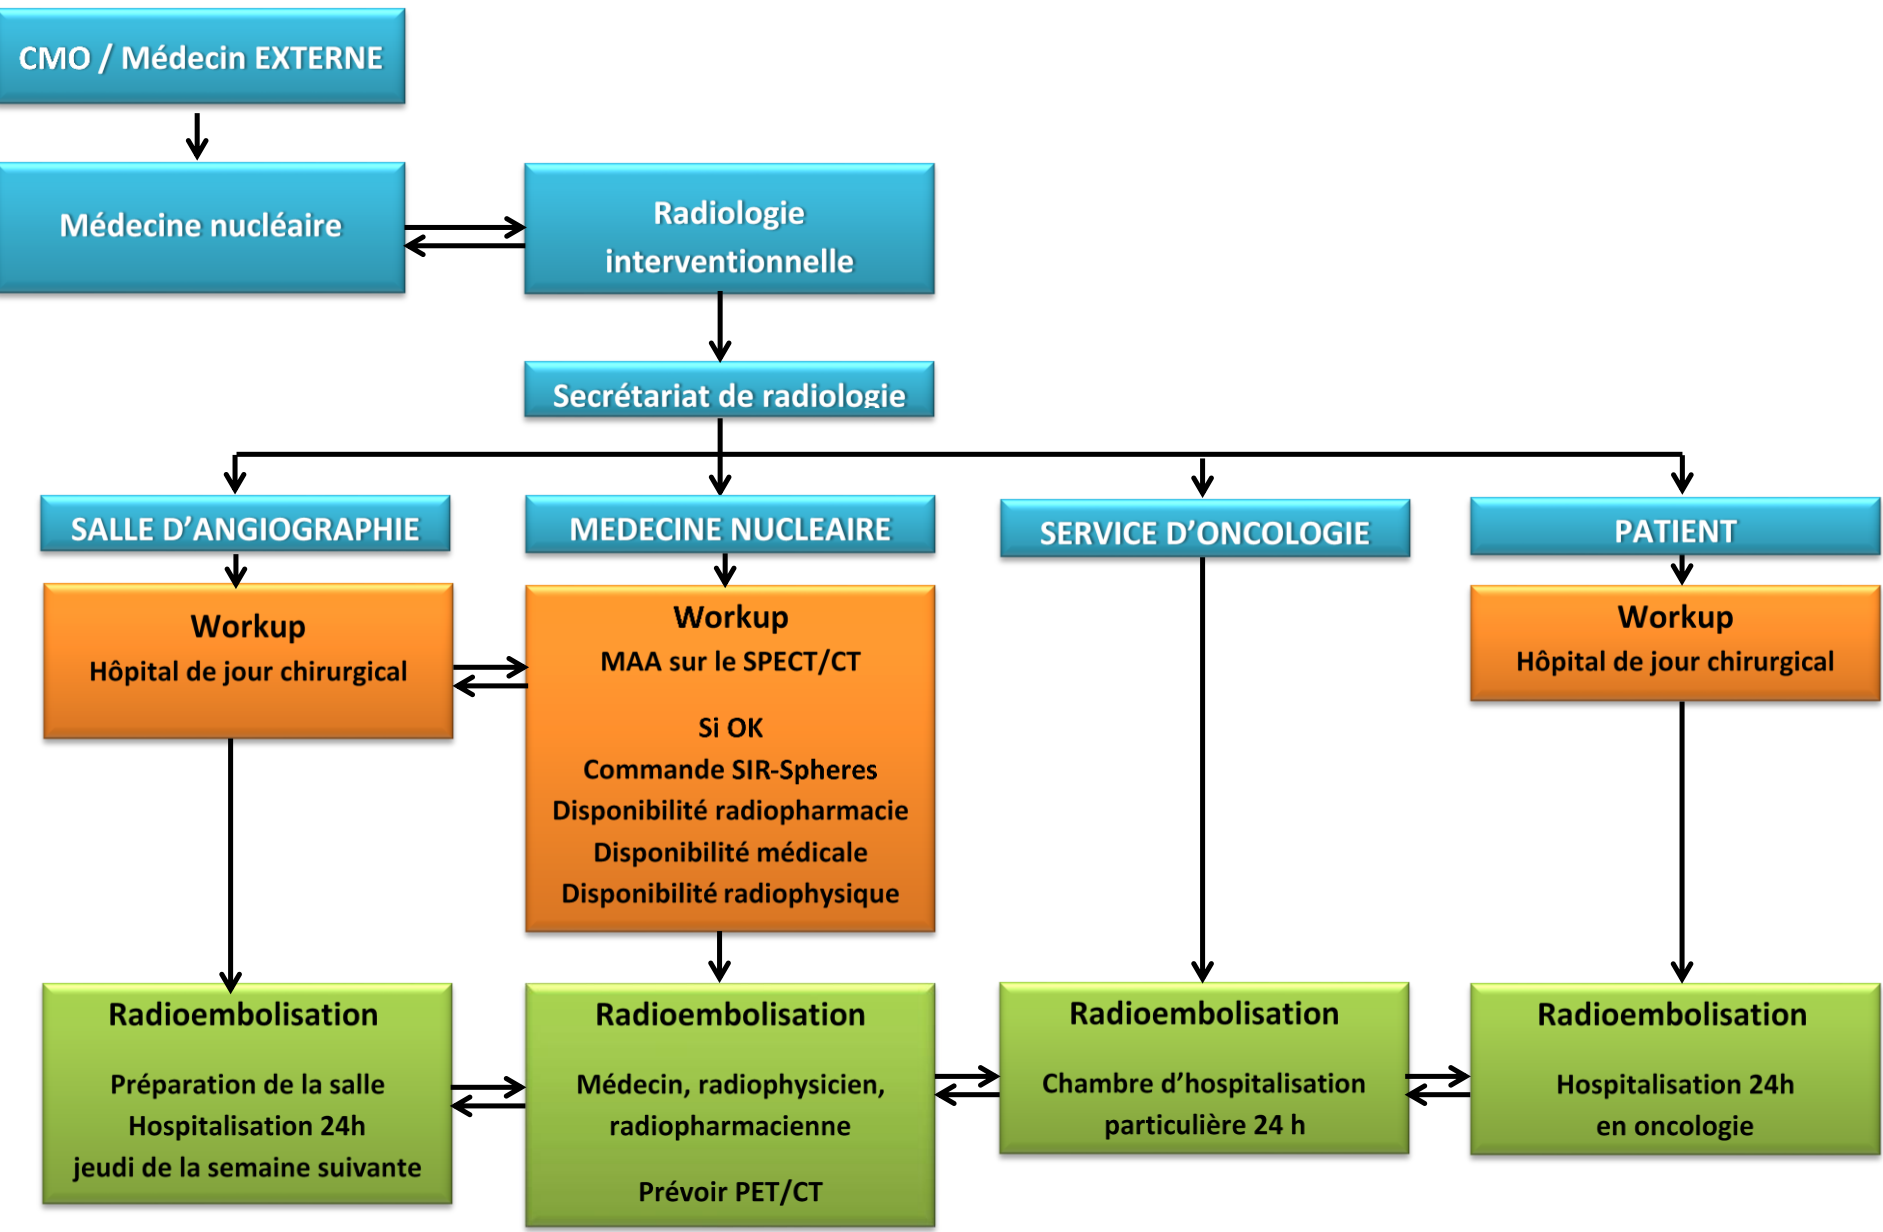 CMO / Médecin EXTERNE
Médecine nucléaire
Radiologie
interventionnelle
Secrétariat de radiologie
SALLE D’ANGIOGRAPHIE
MEDECINE NUCLEAIRE
SERVICE D’ONCOLOGIE
PATIENT
Workup
Hôpital de jour chirurgical
Workup
MAA sur le SPECT/CT
Si OK
Commande SIR-Spheres
Disponibilité radiopharmacie
Disponibilité médicale
Disponibilité radiophysique
Workup
Hôpital de jour chirurgical
Radioembolisation
Préparation de la salle
Hospitalisation 24h
jeudi de la semaine suivante
Radioembolisation
Médecin, radiophysicien,
radiopharmacienne
Prévoir PET/CT
Radioembolisation
Chambre d’hospitalisation
particulière 24 h
Radioembolisation
Hospitalisation 24h
en oncologie